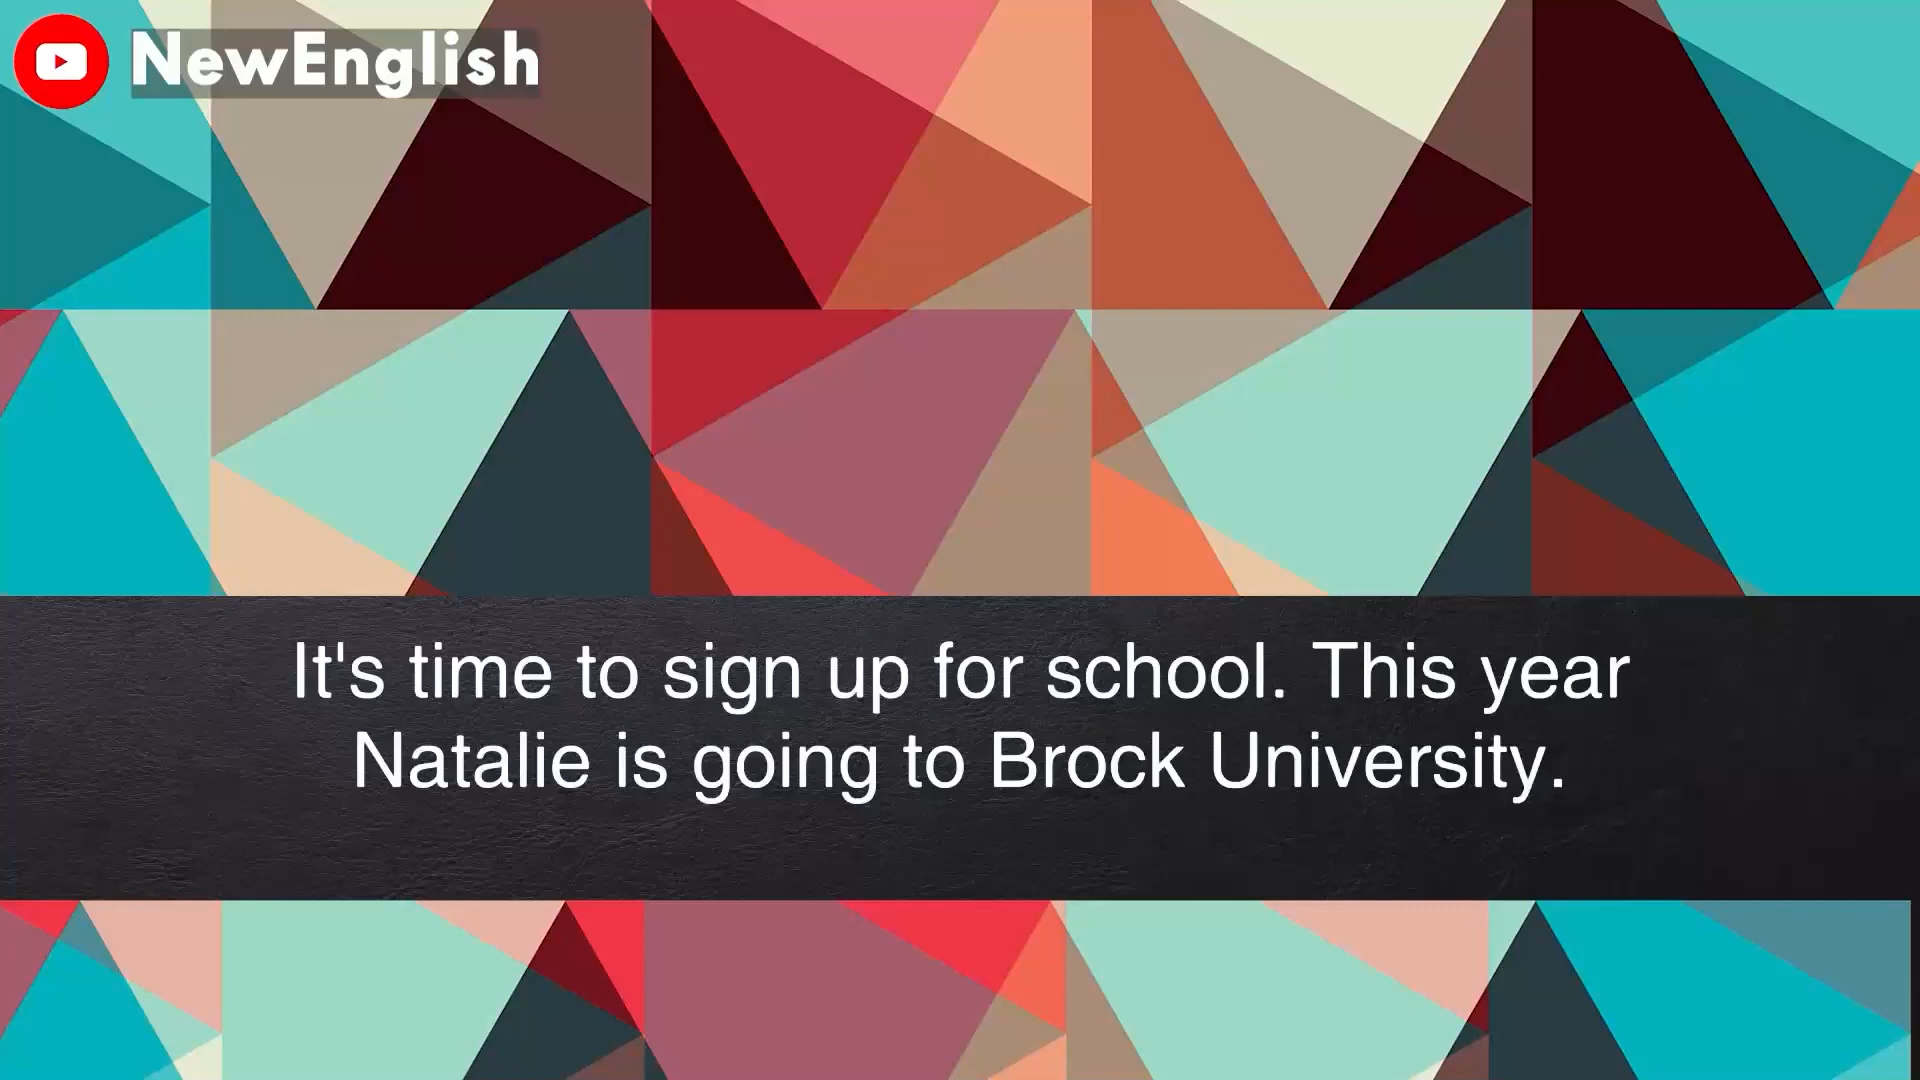 NewEnglish
It's time to sign up for school. This year
Natalie is going to Brock University.